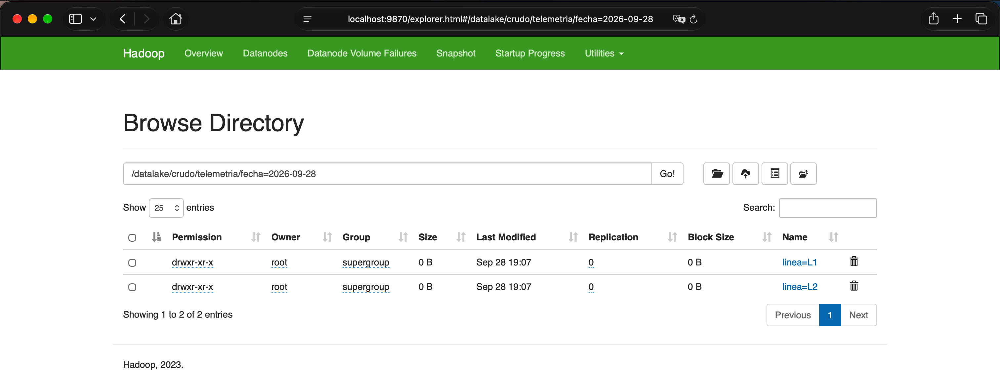 localhost:9870/explorer.html#/datalake/crudo/telemetria/fecha=2026-09-28
Hadoop Overview Datanodes Datanode Volume Failures Snapshot Startup Progress Utilities
Browse Directory
/datalake/crudo/telemetria/fecha=2026-09-28 Go!
Show 25 entries Search:
Permission Owner Group Size Last Modified Replication Block Size Name
drwxr-xr-x root supergroup 0 B Sep 28 19:07 0 0 B linea=L1
drwxr-xr-x root supergroup 0 B Sep 28 19:07 0 0 B linea=L2
Showing 1 to 2 of 2 entries Previous 1 Next
Hadoop, 2023.